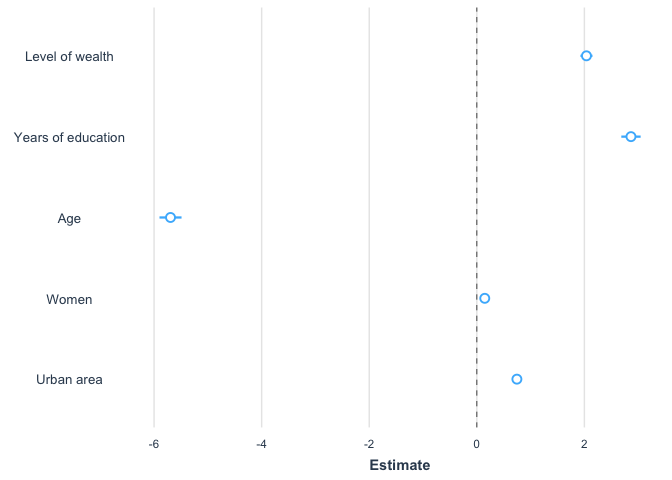 Level of wealth
Years of education
Age
Women
Urban area
-6 -4 -2 0 2
Estimate